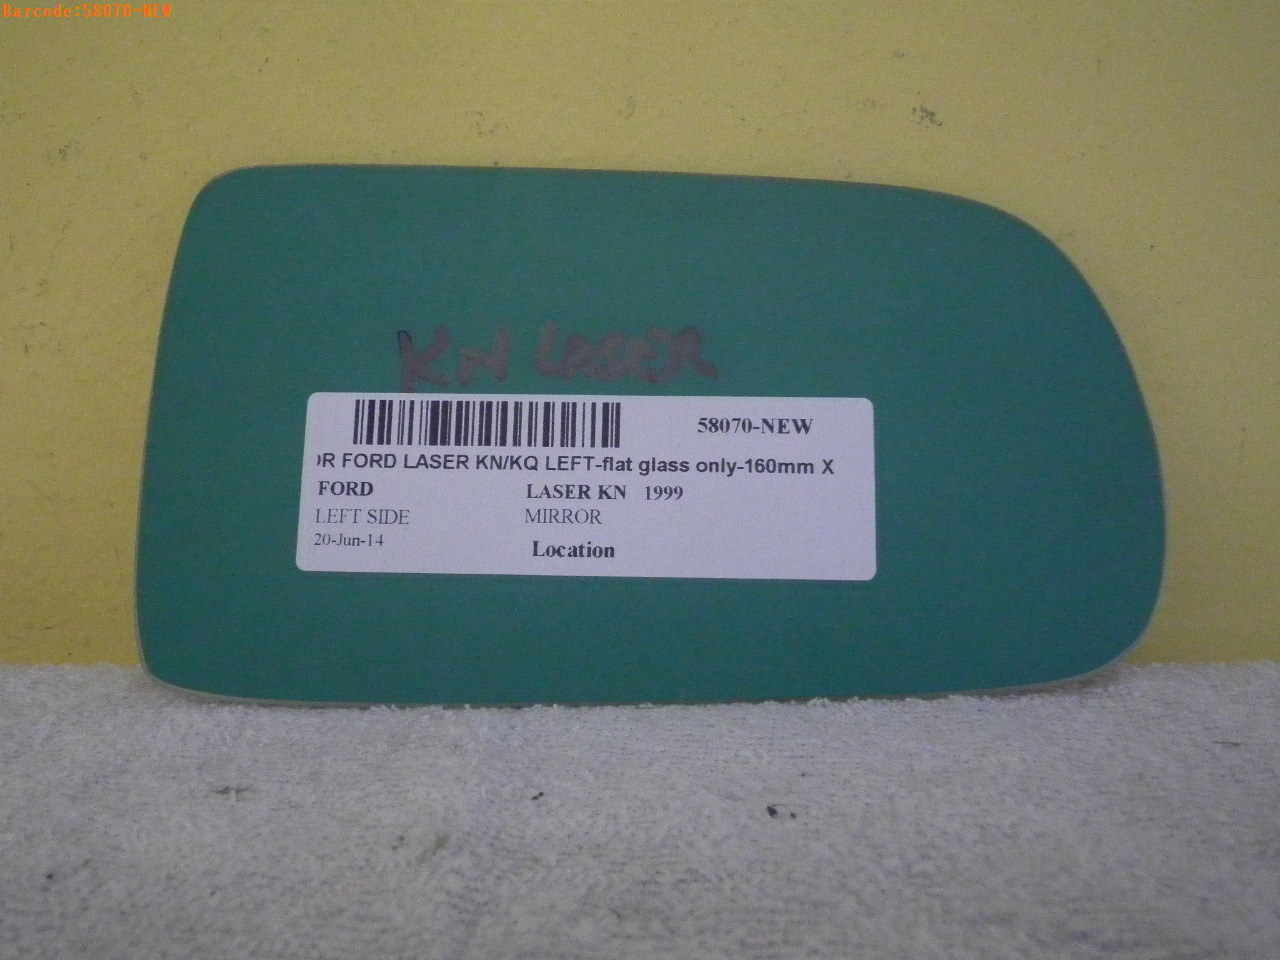 Barcode:58070-NEW
KN LASER
58070-NEW
R FORD LASER KN/KQ LEFT-flat glass only-160mm X
FORD LASER KN 1999
LEFT SIDE MIRROR
20-Jun-14
Location